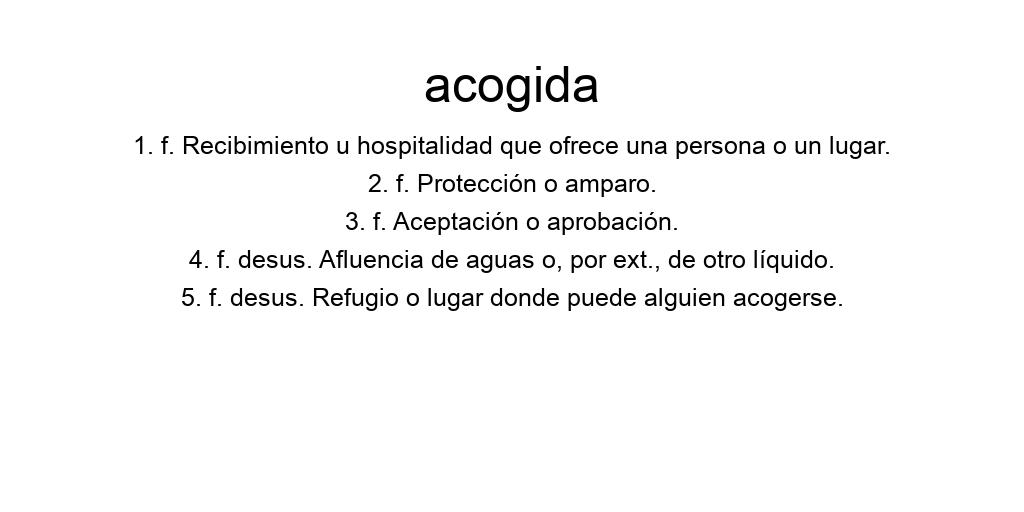 acogida
1. f. Recibimiento u hospitalidad que ofrece una persona o un lugar.
2. f. Protección o amparo.
3. f. Aceptación o aprobación.
4. f. desus. Afluencia de aguas o, por ext., de otro líquido.
5. f. desus. Refugio o lugar donde puede alguien acogerse.